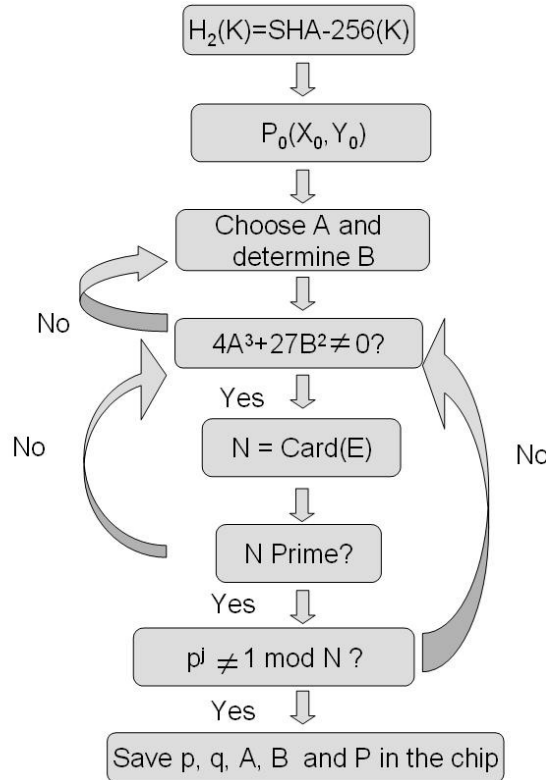 H₂(K)=SHA-256(K)
P₀(X₀,Y₀)
Choose A and
determine B
No
4A³+27B²≠0?
Yes
No
N = Card(E)
No
N Prime?
Yes
pʲ ≠ 1 mod N ?
Yes
Save p, q, A, B and P in the chip